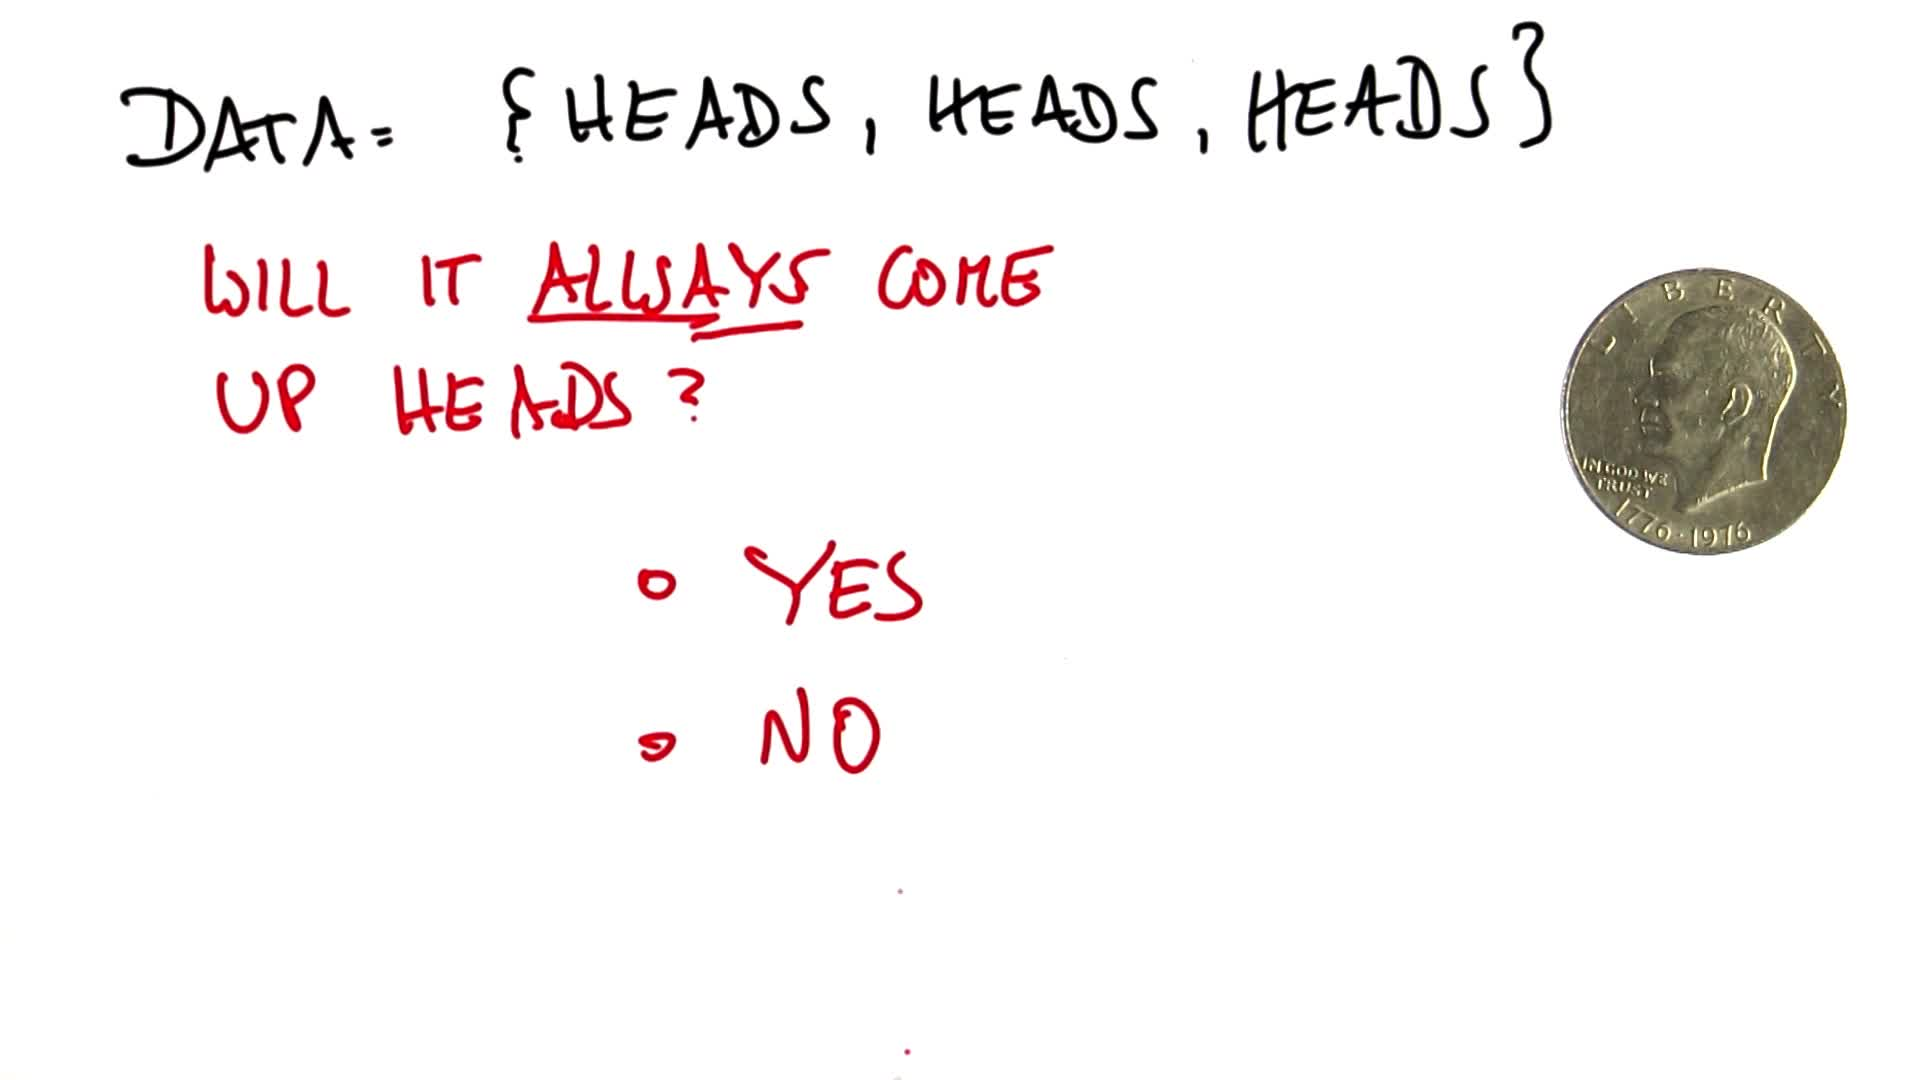 DATA= {HEADS, HEADS, HEADS}
WILL IT ALWAYS COME
UP HEADS?
LIBERTY
IN GOD WE
TRUST
1776·1976
YES
NO